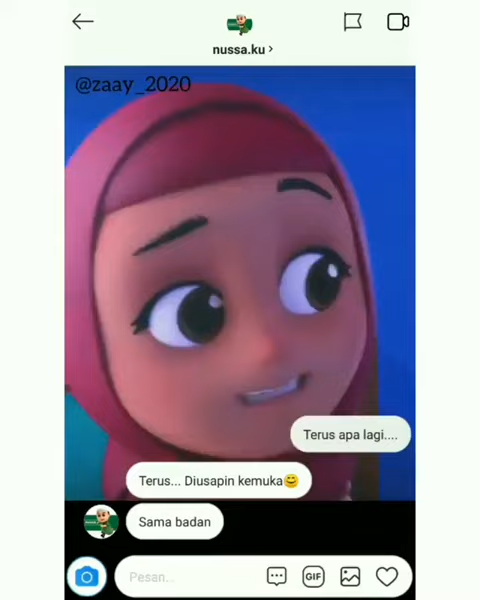 nussa.ku >
@zaay_2020
Terus apa lagi....
Terus... Diusapin kemuka😊
Sama badan
Pesan...
GIF